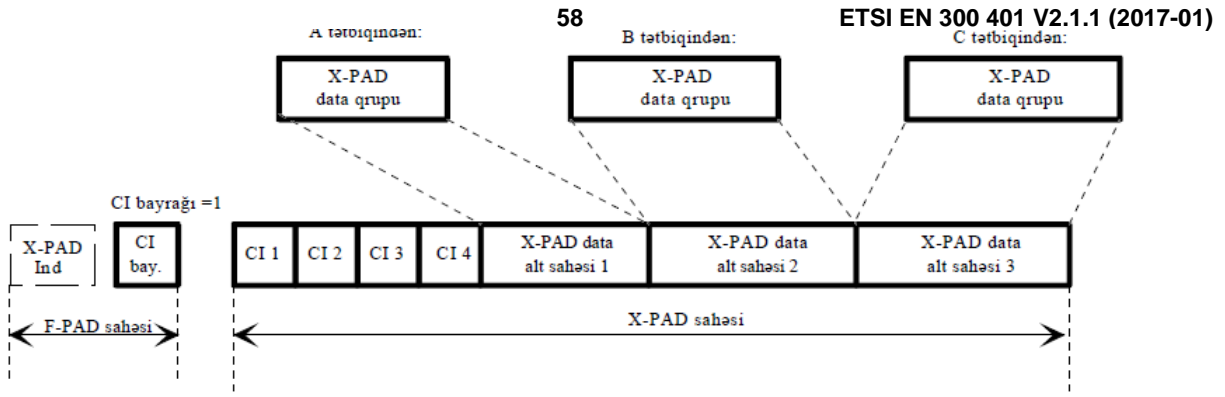 58
ETSI EN 300 401 V2.1.1 (2017-01)
A tətbiqindən:
B tətbiqindən:
C tətbiqindən:
X-PAD
data qrupu
X-PAD
data qrupu
X-PAD
data qrupu
CI bayrağı =1
X-PAD
Ind
CI
bay.
CI 1
CI 2
CI 3
CI 4
X-PAD data
alt sahəsi 1
X-PAD data
alt sahəsi 2
X-PAD data
alt sahəsi 3
F-PAD sahəsi
X-PAD sahəsi